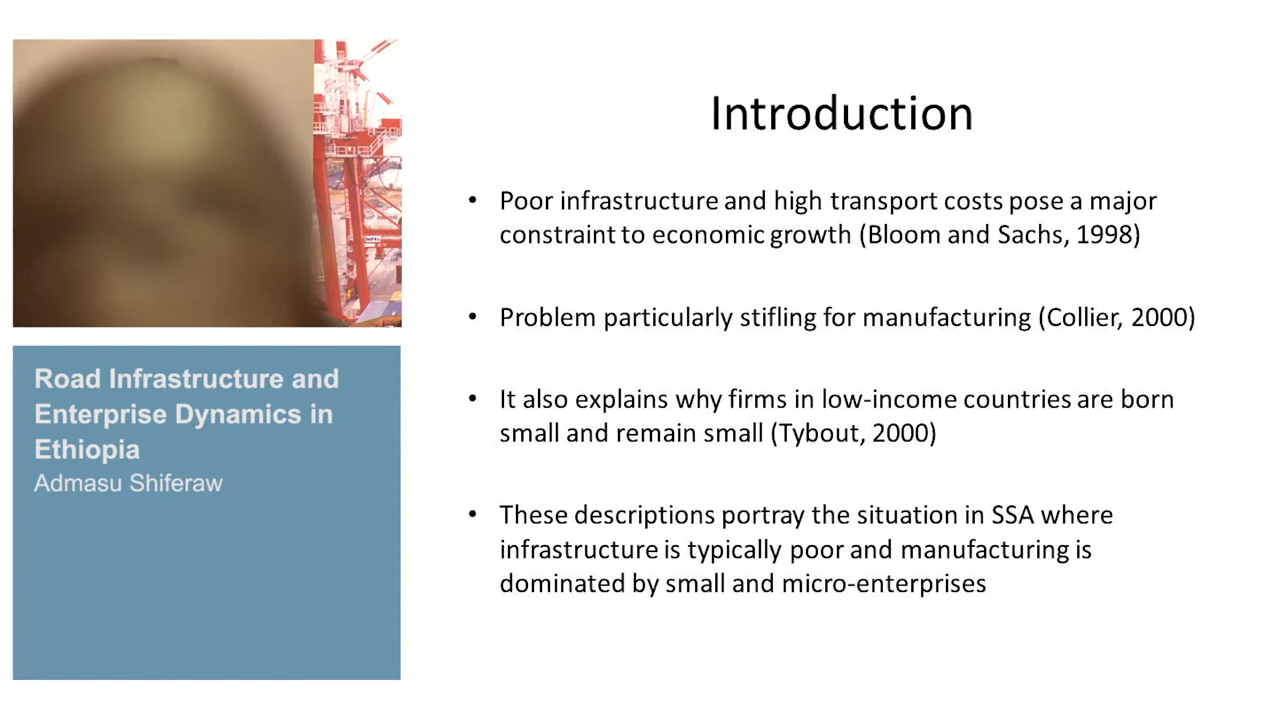 Introduction
• Poor infrastructure and high transport costs pose a major
constraint to economic growth (Bloom and Sachs, 1998)
• Problem particularly stifling for manufacturing (Collier, 2000)
• It also explains why firms in low-income countries are born
small and remain small (Tybout, 2000)
• These descriptions portray the situation in SSA where
infrastructure is typically poor and manufacturing is
dominated by small and micro-enterprises
Road Infrastructure and
Enterprise Dynamics in
Ethiopia
Admasu Shiferaw